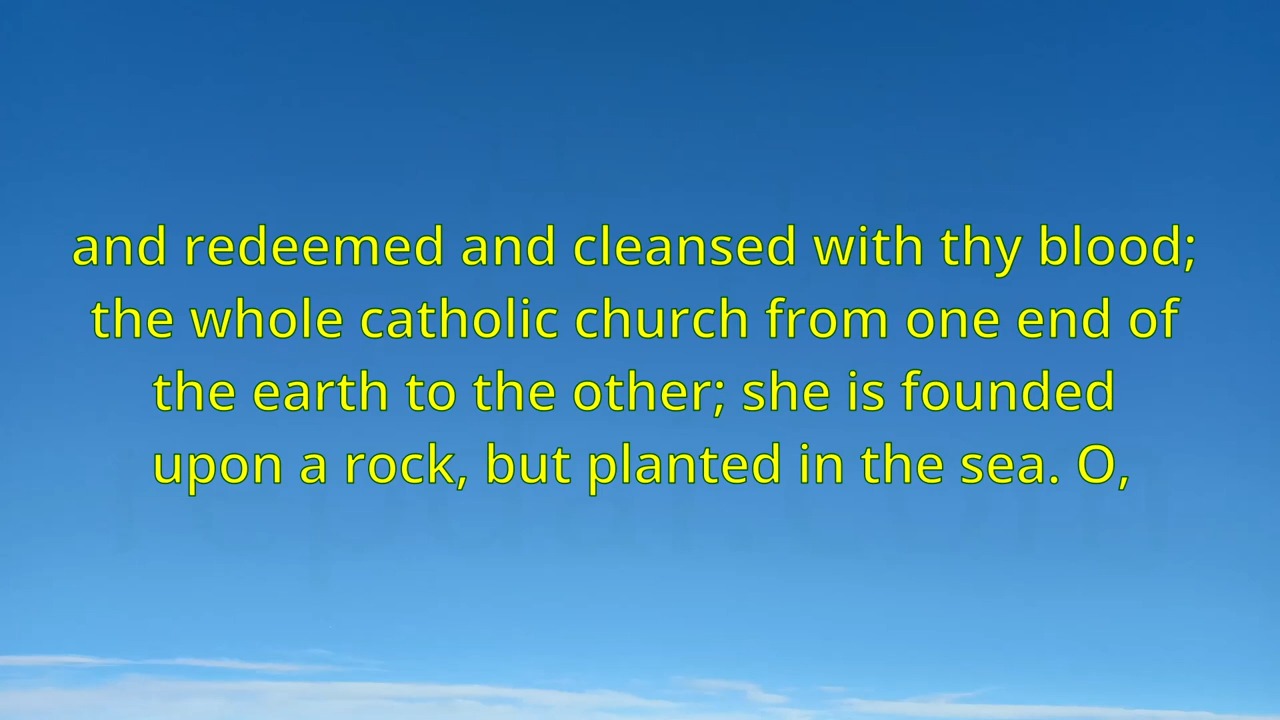 and redeemed and cleansed with thy blood;
the whole catholic church from one end of
the earth to the other; she is founded
upon a rock, but planted in the sea. O,